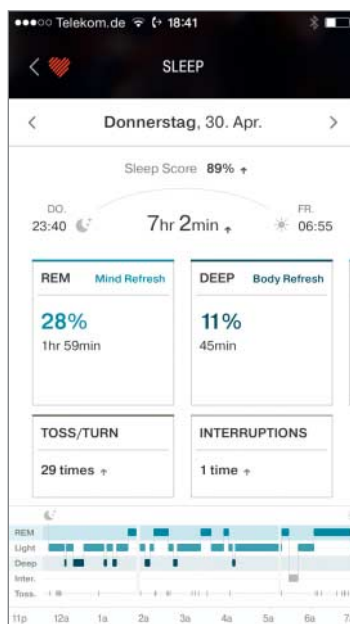 Telekom.de 18:41
SLEEP
Donnerstag, 30. Apr.
Sleep Score 89%
DO. FR.
23:40 7hr 2min 06:55
REM Mind Refresh DEEP Body Refresh
28% 11%
1hr 59min 45min
TOSS/TURN INTERRUPTIONS
29 times 1 time
REM
Light
Deep
Inter.
Toss.
11p 12a 1a 2a 3a 4a 5a 6a